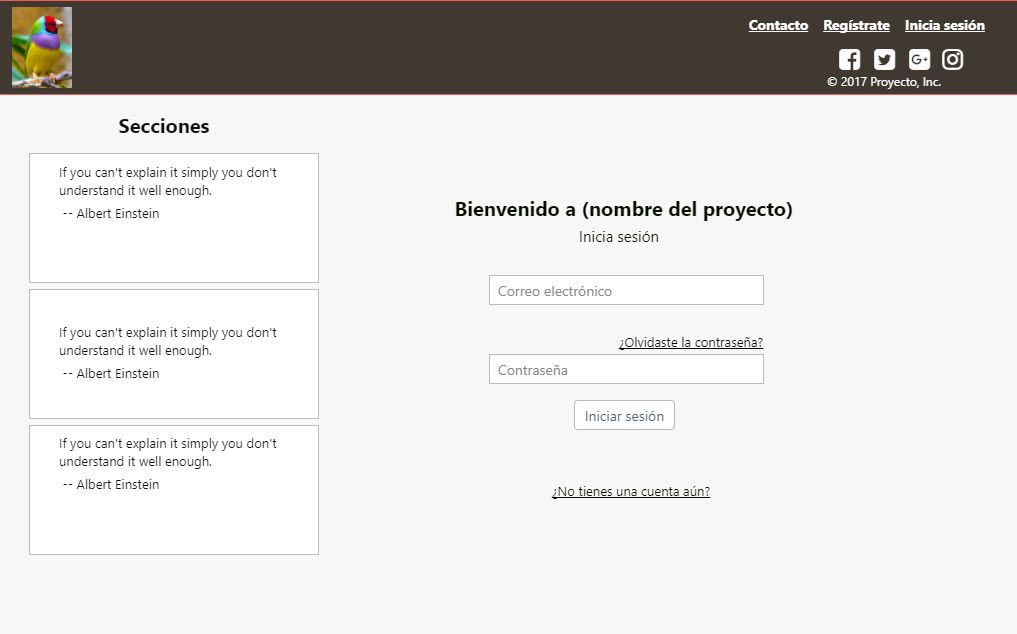 Contacto Regístrate Inicia sesión
© 2017 Proyecto, Inc.
Secciones
If you can't explain it simply you don't
understand it well enough.
-- Albert Einstein
If you can't explain it simply you don't
understand it well enough.
-- Albert Einstein
If you can't explain it simply you don't
understand it well enough.
-- Albert Einstein
Bienvenido a (nombre del proyecto)
Inicia sesión
Correo electrónico
¿Olvidaste la contraseña?
Contraseña
Iniciar sesión
¿No tienes una cuenta aún?